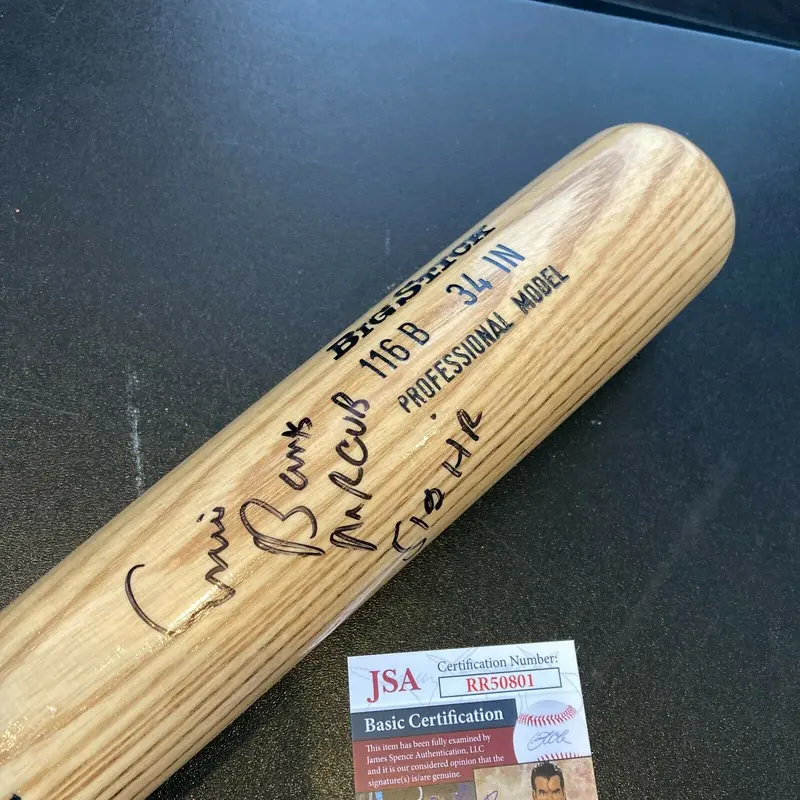 BIG STICK
116 B 34 IN
PROFESSIONAL MODEL
Ernie Banks
Mr CUB
510 HR
JSA
Certification Number:
RR50801
Basic Certification
This item has been fully examined by
James Spence Authentication, LLC
and it is our considered opinion that the
signature(s) is/are genuine.